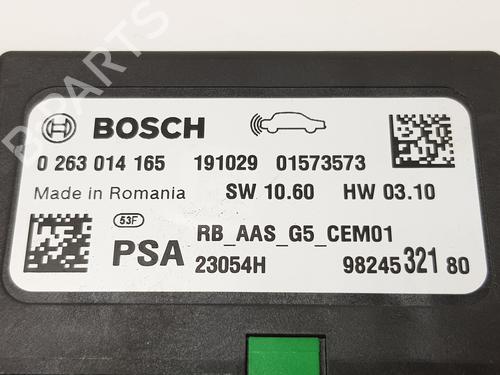 BOSCH
0 263 014 165 191029 01573573
Made in Romania SW 10.60 HW 03.10
53F
PSA RB_AAS_G5_CEM01
23054H 98245 321 80
B-PARTS